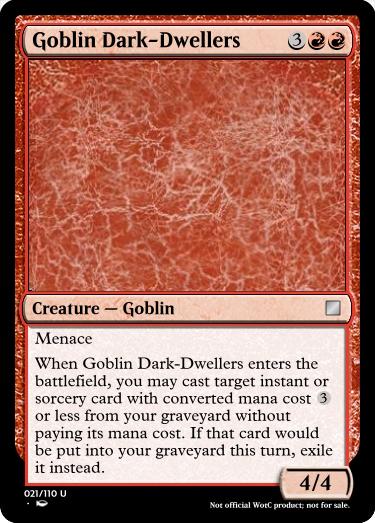 Goblin Dark-Dwellers 3
Creature — Goblin
Menace
When Goblin Dark-Dwellers enters the
battlefield, you may cast target instant or
sorcery card with converted mana cost 3
or less from your graveyard without
paying its mana cost. If that card would
be put into your graveyard this turn, exile
it instead.
4/4
021/110 U
Not official WotC product; not for sale.